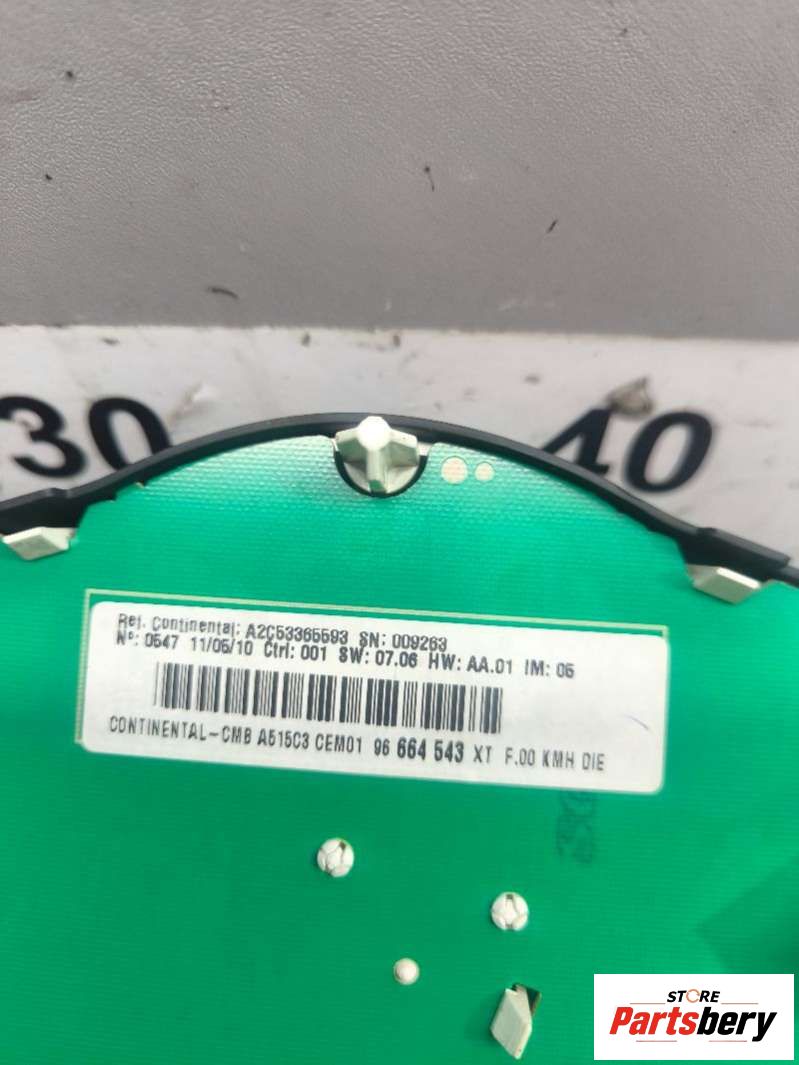 30 40
Ref. Continental: A2C53365593 SN: 009263
Nº: 0547 11/05/10 Ctrl: 001 SW: 07.06 HW: AA.01 IM: 05
CONTINENTAL-CMB A515C3 CEM01 96 664 543 XT F.00 KMH DIE
STORE
Partsbery